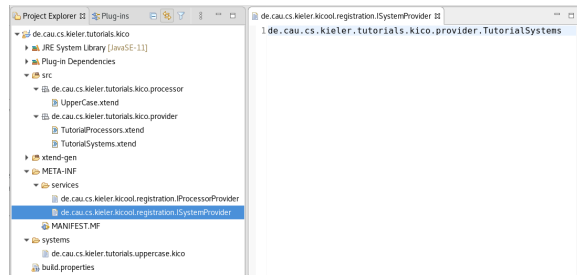 Project Explorer
Plug-ins
de.cau.cs.kieler.tutorials.kico
JRE System Library [JavaSE-11]
Plug-in Dependencies
src
de.cau.cs.kieler.tutorials.kico.processor
UpperCase.xtend
de.cau.cs.kieler.tutorials.kico.provider
TutorialProcessors.xtend
TutorialSystems.xtend
xtend-gen
META-INF
services
de.cau.cs.kieler.kicool.registration.IProcessorProvider
de.cau.cs.kieler.kicool.registration.ISystemProvider
MANIFEST.MF
systems
de.cau.cs.kieler.tutorials.uppercase.kico
build.properties
de.cau.cs.kieler.kicool.registration.ISystemProvider
1 de.cau.cs.kieler.tutorials.kico.provider.TutorialSystems